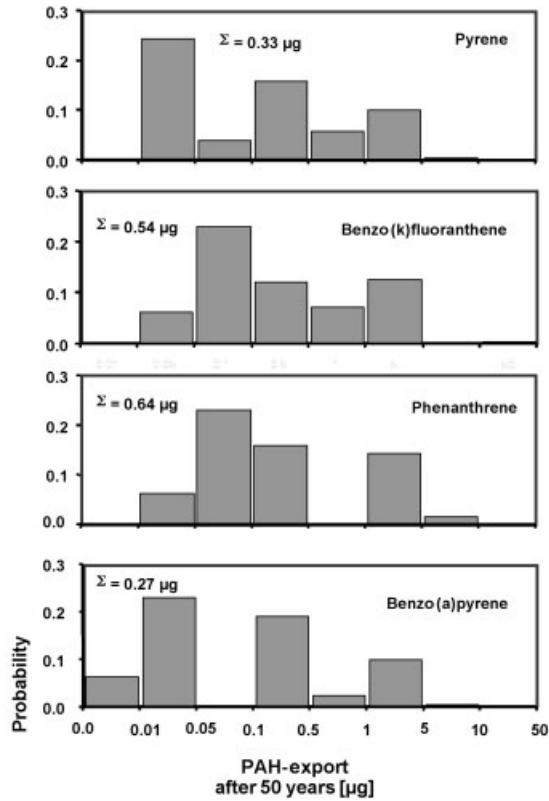 0.3
Σ = 0.33 µg
Pyrene
0.2
0.1
0.0
0.3
Σ = 0.54 µg
Benzo(k)fluoranthene
0.2
0.1
0.0
0.3
Σ = 0.64 µg
Phenanthrene
0.2
0.1
0.0
0.3
Σ = 0.27 µg
Benzo(a)pyrene
0.2
0.1
0.0
Probability
0.0 0.01 0.05 0.1 0.5 1 5 10 50
PAH-export
after 50 years [µg]